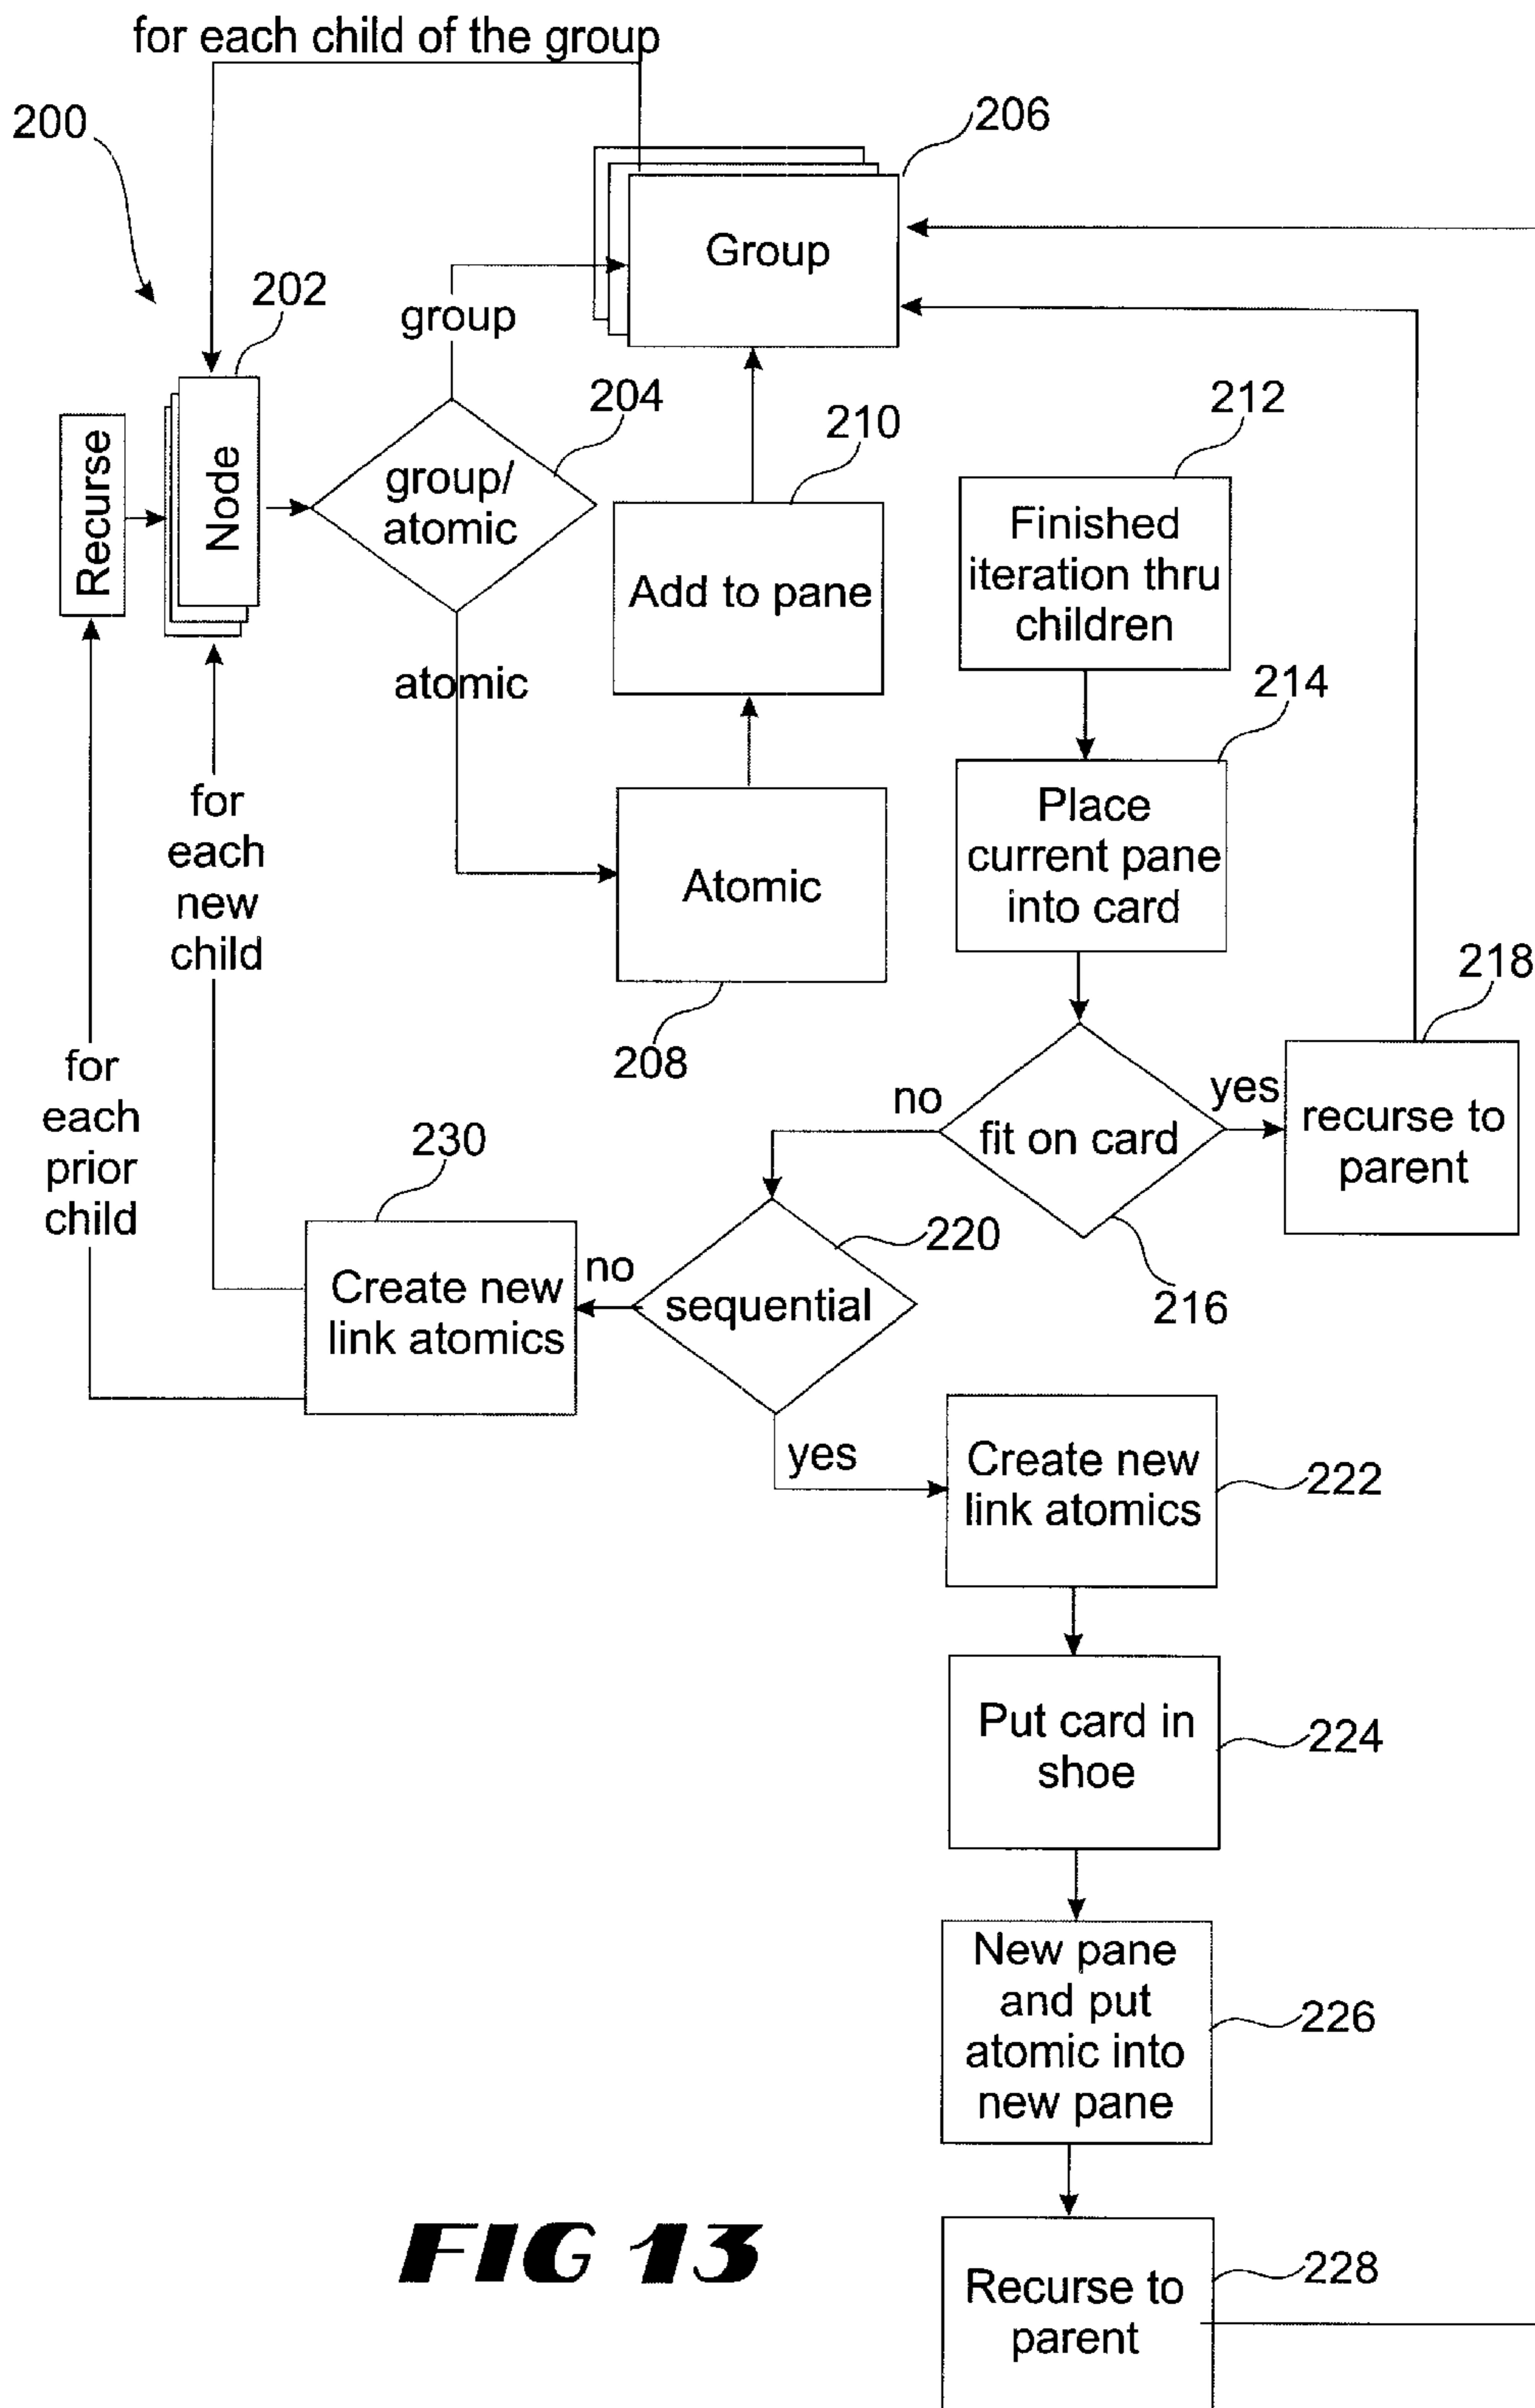 for each child of the group
200
206
Group
202
group
204
210
212
Recurse
Node
group/
atomic
Add to pane
Finished
iteration thru
children
atomic
214
for
each
new
child
Atomic
Place
current pane
into card
218
208
for
each
prior
child
no
yes
fit on card
recurse to
parent
230
220
216
Create new
link atomics
no
sequential
yes
Create new
link atomics
222
Put card in
shoe
224
New pane
and put
atomic into
new pane
226
FIG 13
Recurse to
parent
228